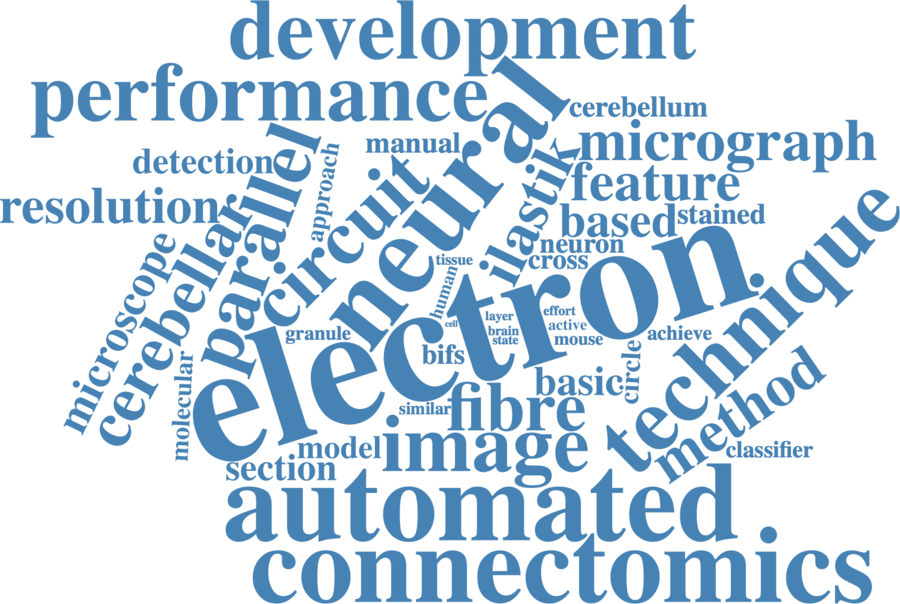 development
performance
neural
cerebellum
manual
micrograph
detection
parallel
approach
circuit
ilastik
feature
resolution
based
stained
technique
microscope
cerebellar
tissue
neuron
cross
human
electron
granule
cell
layer
effort
brain
active
state
mouse
achieve
bifs
molecular
circle
basic
similar
fibre
method
model
image
classifier
section
automated
connectomics